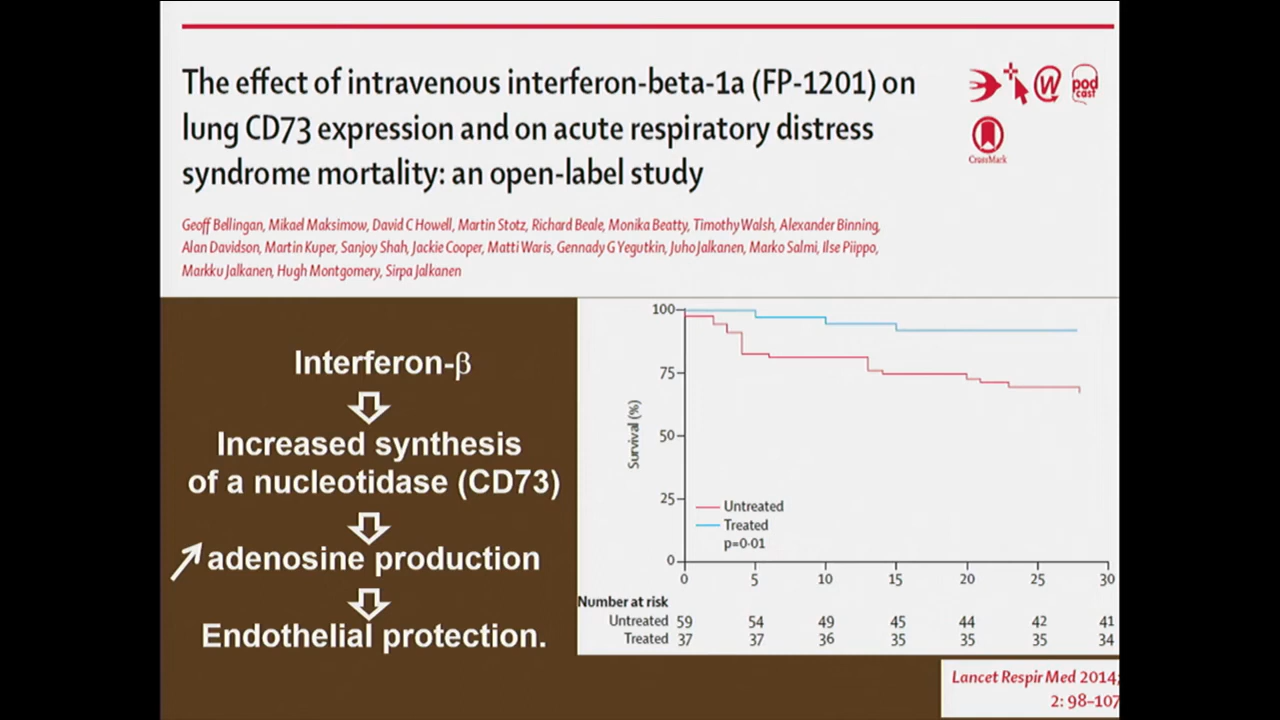 The effect of intravenous interferon-beta-1a (FP-1201) on
lung CD73 expression and on acute respiratory distress
syndrome mortality: an open-label study
W
pod
cast
CrossMark
Geoff Bellingan, Mikael Maksimow, David C Howell, Martin Stotz, Richard Beale, Monika Beatty, Timothy Walsh, Alexander Binning,
Alan Davidson, Martin Kuper, Sanjoy Shah, Jackie Cooper, Matti Waris, Gennady G Yegutkin, Juho Jalkanen, Marko Salmi, Ilse Piippo,
Markku Jalkanen, Hugh Montgomery, Sirpa Jalkanen
Interferon-β
Increased synthesis
of a nucleotidase (CD73)
adenosine production
Endothelial protection.
100
75
50
25
0
Survival (%)
Untreated
Treated
p=0·01
0 5 10 15 20 25 30
Number at risk
Untreated 59 54 49 45 44 42 41
Treated 37 37 36 35 35 35 34
Lancet Respir Med 2014;
2: 98–107